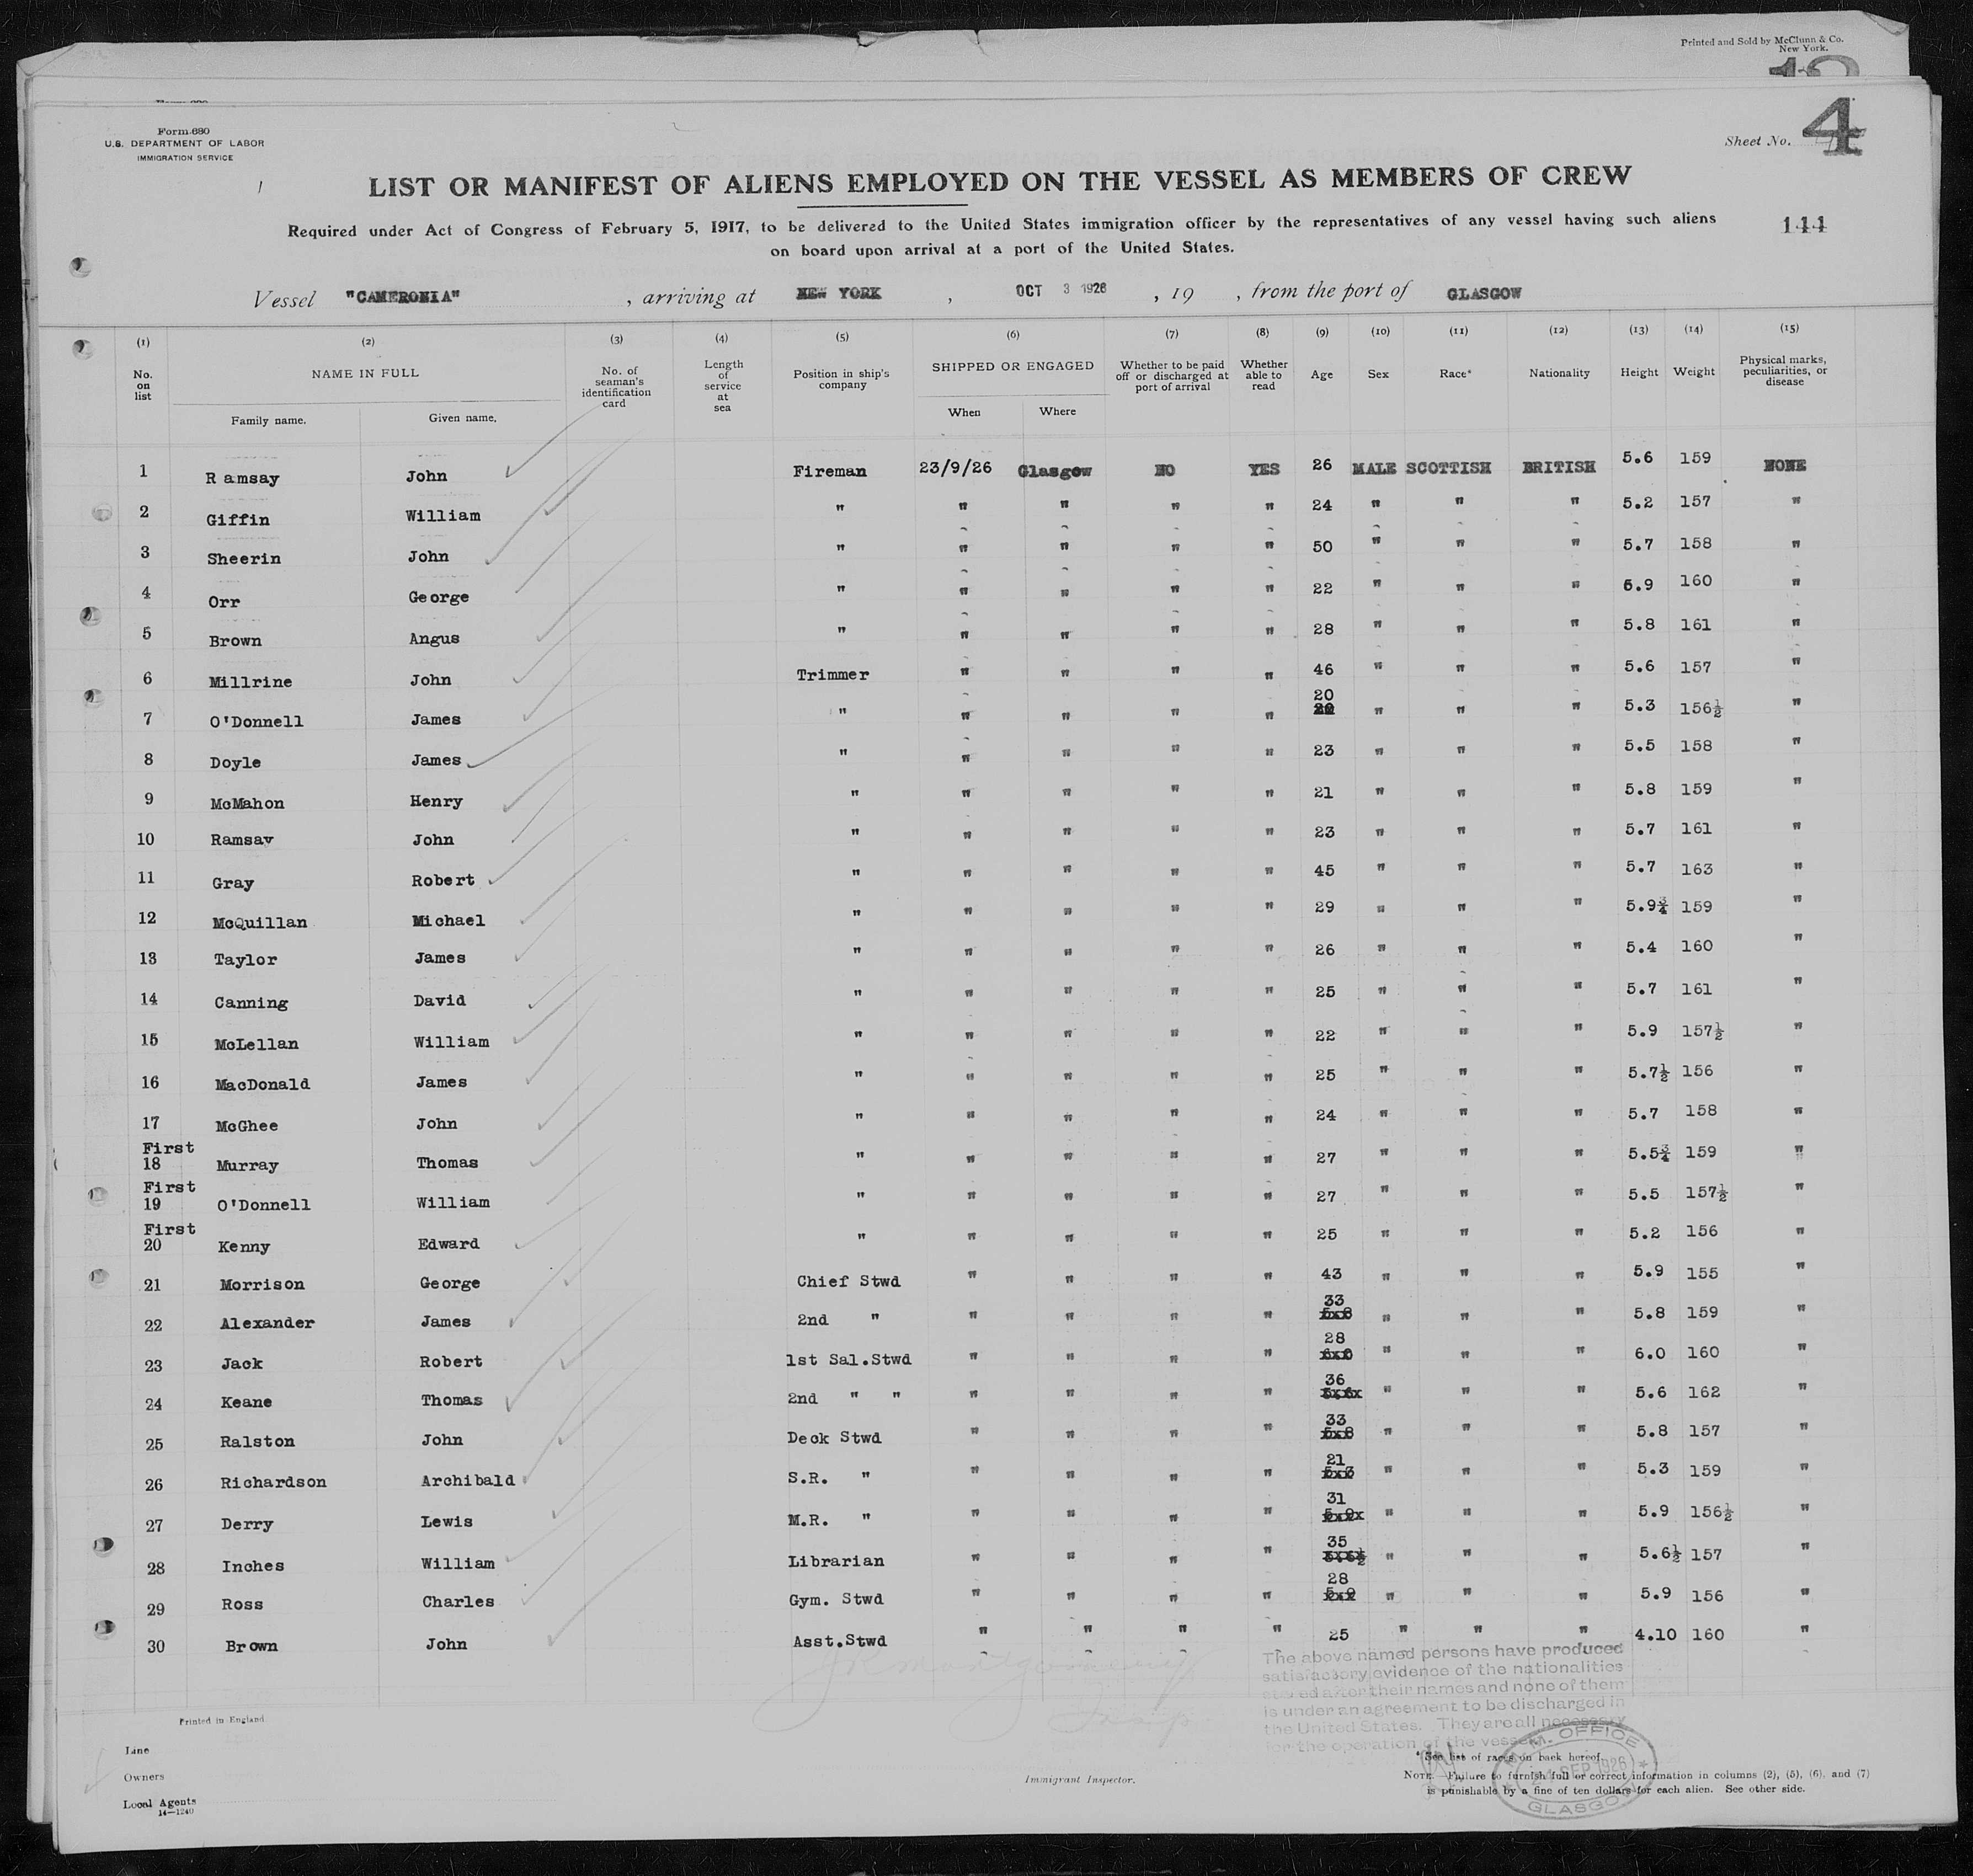 Printed and Sold by McClunn & Co.
New York.
Form 680
U.S. DEPARTMENT OF LABOR
IMMIGRATION SERVICE
Sheet No. 4
LIST OR MANIFEST OF ALIENS EMPLOYED ON THE VESSEL AS MEMBERS OF CREW
Required under Act of Congress of February 5, 1917, to be delivered to the United States immigration officer by the representatives of any vessel having such aliens
on board upon arrival at a port of the United States.
144
Vessel "CAMERONIA" , arriving at NEW YORK , OCT 3 1926 , 19 , from the port of GLASGOW
(1) (2) (3) (4) (5) (6) (7) (8) (9) (10) (11) (12) (13) (14) (15)
No. on list NAME IN FULL No. of seaman's identification card Length of service at sea Position in ship's company SHIPPED OR ENGAGED Whether to be paid off or discharged at port of arrival Whether able to read Age Sex Race* Nationality Height Weight Physical marks, peculiarities, or disease
Family name. Given name. When Where
1 Ramsay John Fireman 23/9/26 Glasgow NO YES 26 MALE SCOTTISH BRITISH 5.6 159 NONE
2 Giffin William " " " " " 24 " " " 5.2 157 "
3 Sheerin John " " " " " 50 " " " 5.7 158 "
4 Orr George " " " " " 22 " " " 5.9 160 "
5 Brown Angus " " " " " 28 " " " 5.8 161 "
6 Millrine John Trimmer " " " " 46 " " " 5.6 157 "
7 O'Donnell James " " " " " 20 " " " 5.3 156½ "
8 Doyle James " " " " " 23 " " " 5.5 158 "
9 McMahon Henry " " " " " 21 " " " 5.8 159 "
10 Ramsay John " " " " " 23 " " " 5.7 161 "
11 Gray Robert " " " " " 45 " " " 5.7 163 "
12 McQuillan Michael " " " " " 29 " " " 5.9¾ 159 "
13 Taylor James " " " " " 26 " " " 5.4 160 "
14 Canning David " " " " " 25 " " " 5.7 161 "
15 McLellan William " " " " " 22 " " " 5.9 157½ "
16 MacDonald James " " " " " 25 " " " 5.7½ 156 "
17 McGhee John " " " " " 24 " " " 5.7 158 "
First
18 Murray Thomas " " " " " 27 " " " 5.5¾ 159 "
First
19 O'Donnell William " " " " " 27 " " " 5.5 157½ "
First
20 Kenny Edward " " " " " 25 " " " 5.2 156 "
21 Morrison George Chief Stwd " " " " 43 " " " 5.9 155 "
22 Alexander James 2nd " " " " " 33 " " " 5.8 159 "
23 Jack Robert 1st Sal.Stwd " " " " 28 " " " 6.0 160 "
24 Keane Thomas 2nd " " " " " " 36 " " " 5.6 162 "
25 Ralston John Deck Stwd " " " " 33 " " " 5.8 157 "
26 Richardson Archibald S.R. " " " " " 21 " " " 5.3 159 "
27 Derry Lewis M.R. " " " " " 31 " " " 5.9 156½ "
28 Inches William Librarian " " " " 35 " " " 5.6½ 157 "
29 Ross Charles Gym. Stwd " " " " 28 " " " 5.9 156 "
30 Brown John Asst.Stwd " " " " 25 " " " 4.10 160 "
The above named persons have produced
satisfactory evidence of the nationalities
stated after their names and none of them
is under an agreement to be discharged in
the United States. They are all necessary
for the operation of the vessel.
Printed in England
Line
Owners
Local Agents
14—1240
Immigrant Inspector.
* See list of races on back hereof.
NOTE.—Failure to furnish full or correct information in columns (2), (5), (6), and (7)
is punishable by a fine of ten dollars for each alien. See other side.
M. OFFICE
24 SEP 1926
GLASGOW